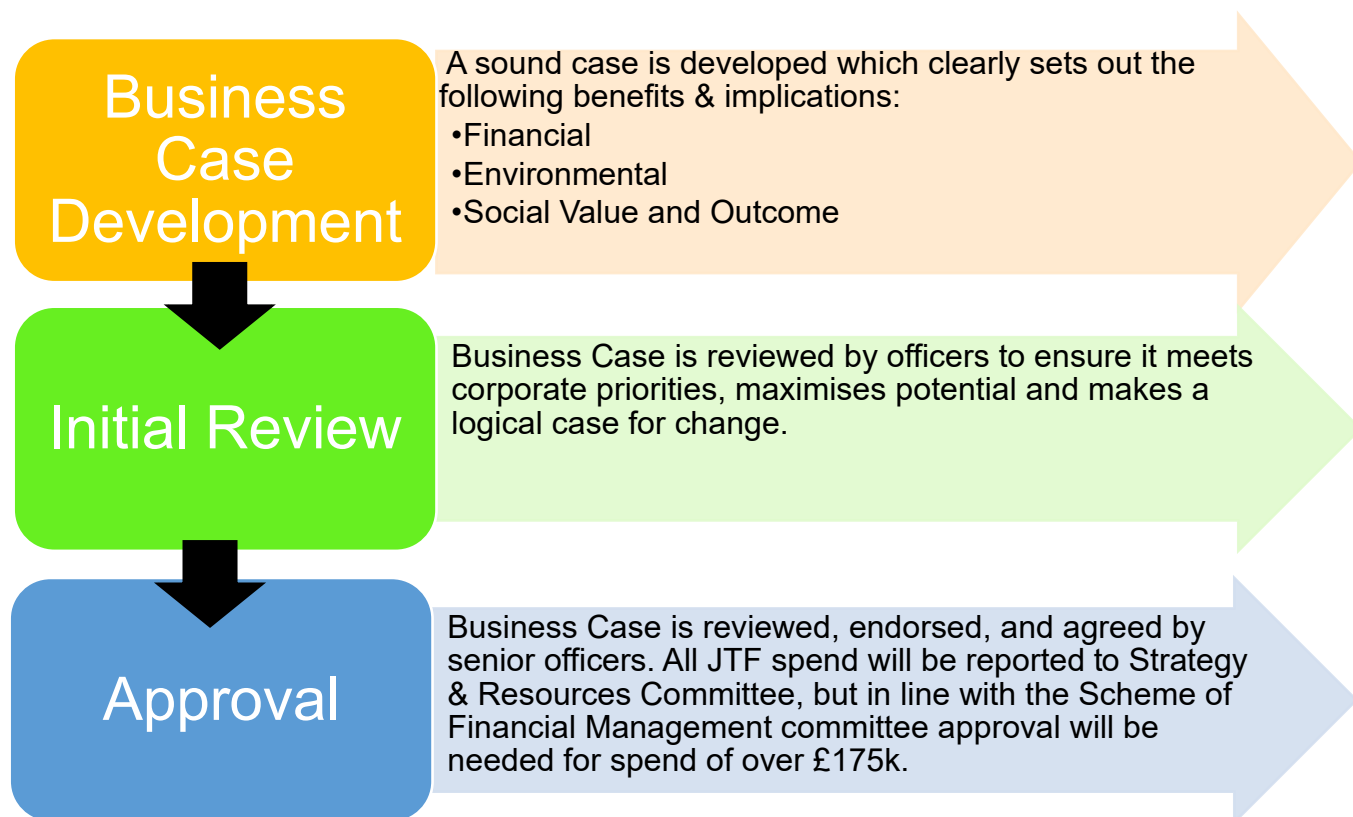 Business
Case
Development
A sound case is developed which clearly sets out the
following benefits & implications:
•Financial
•Environmental
•Social Value and Outcome
Initial Review
Business Case is reviewed by officers to ensure it meets
corporate priorities, maximises potential and makes a
logical case for change.
Approval
Business Case is reviewed, endorsed, and agreed by
senior officers. All JTF spend will be reported to Strategy
& Resources Committee, but in line with the Scheme of
Financial Management committee approval will be
needed for spend of over £175k.